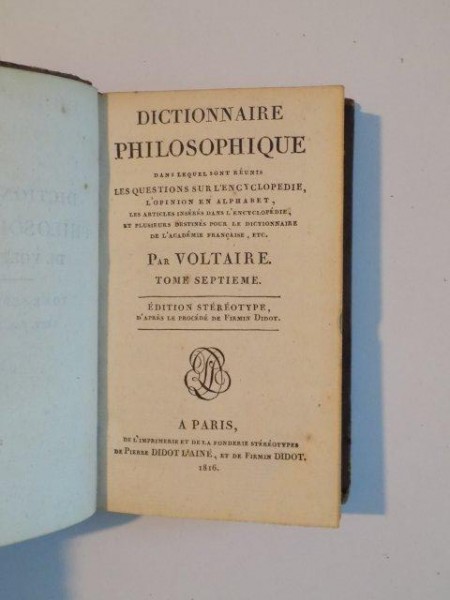 DICTIONNAIRE
PHILOSOPHIQUE
DANS LEQUEL SONT RÉUNIS
LES QUESTIONS SUR L'ENCYCLOPEDIE,
L'OPINION EN ALPHABET,
LES ARTICLES INSÉRÉS DANS L'ENCYCLOPÉDIE,
ET PLUSIEURS DESTINÉS POUR LE DICTIONNAIRE
DE L'ACADÉMIE FRANÇAISE, ETC.
PAR VOLTAIRE.
TOME SEPTIEME.
ÉDITION STÉRÉOTYPE,
D'APRÈS LE PROCÉDÉ DE FIRMIN DIDOT.
A PARIS,
DE L'IMPRIMERIE ET DE LA FONDERIE STÉRÉOTYPES
DE PIERRE DIDOT L'AINÉ, ET DE FIRMIN DIDOT.
1816.